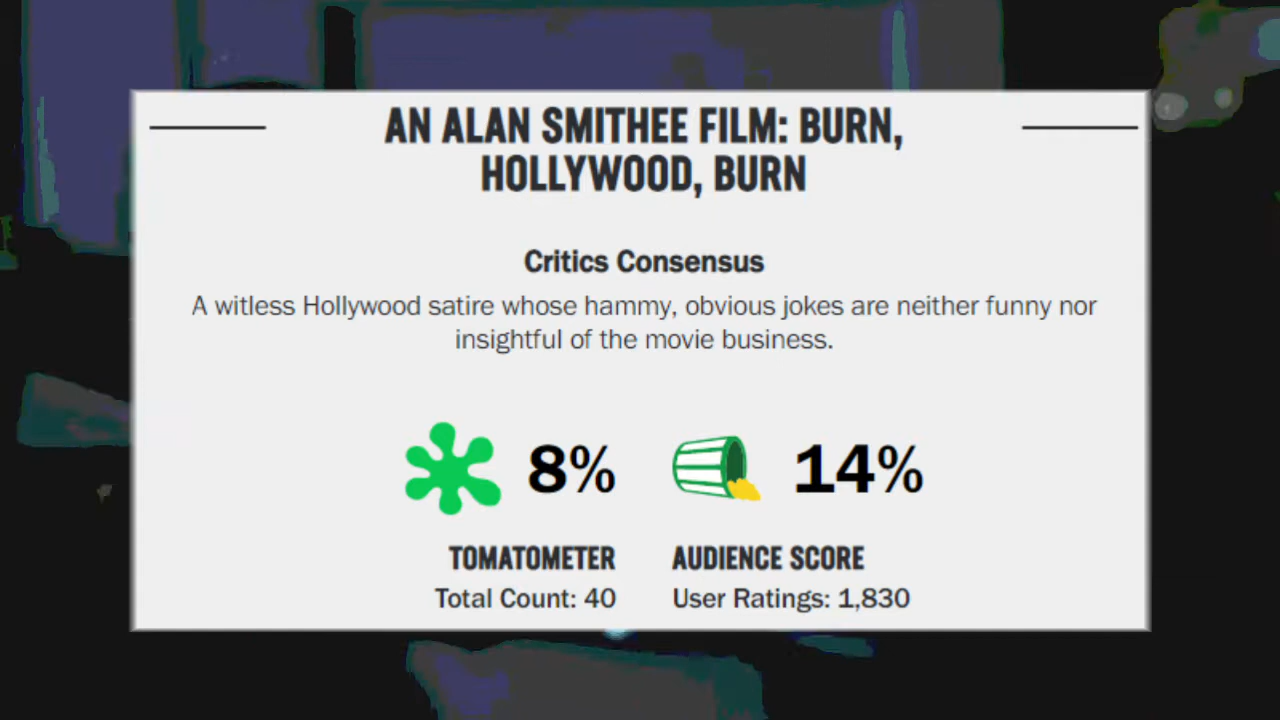 AN ALAN SMITHEE FILM: BURN,
HOLLYWOOD, BURN
Critics Consensus
A witless Hollywood satire whose hammy, obvious jokes are neither funny nor
insightful of the movie business.
8% 14%
TOMATOMETER AUDIENCE SCORE
Total Count: 40 User Ratings: 1,830